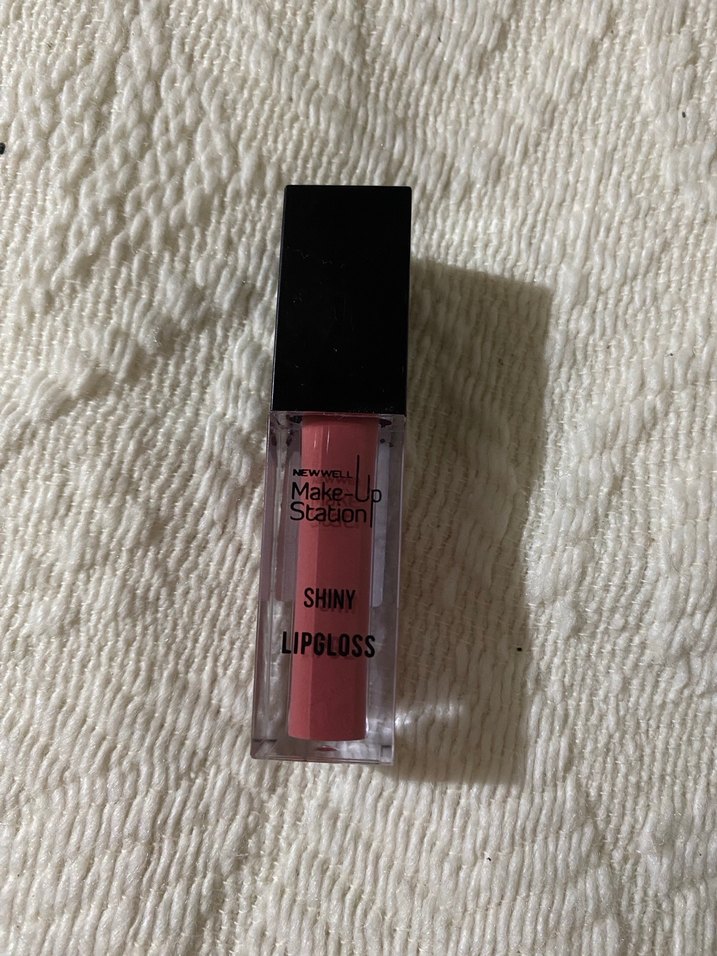 NEW WELL
Make-Up
Station
SHINY
LIPGLOSS